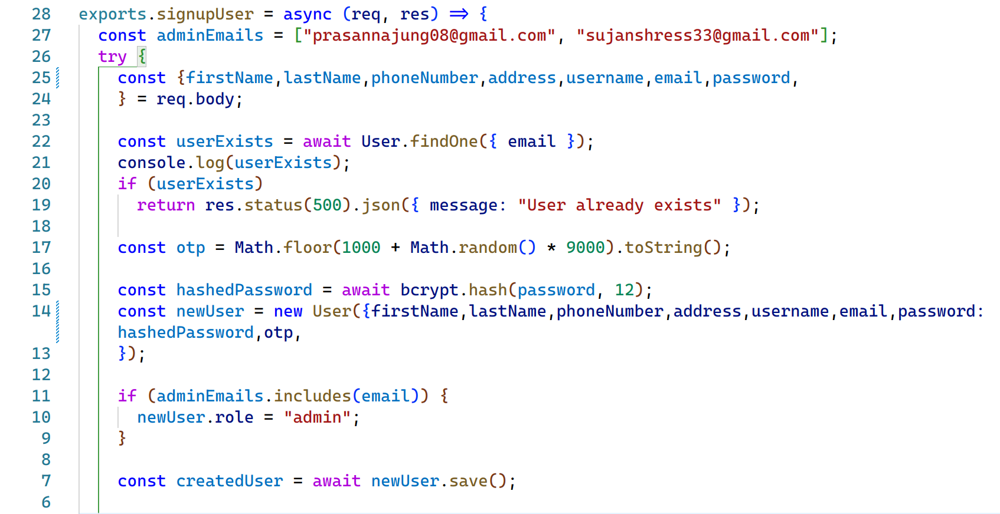 28 exports.signupUser = async (req, res) => {
27 const adminEmails = ["prasannajung08@gmail.com", "sujanshress33@gmail.com"];
26 try {
25 const {firstName,lastName,phoneNumber,address,username,email,password,
24 } = req.body;
23
22 const userExists = await User.findOne({ email });
21 console.log(userExists);
20 if (userExists)
19 return res.status(500).json({ message: "User already exists" });
18
17 const otp = Math.floor(1000 + Math.random() * 9000).toString();
16
15 const hashedPassword = await bcrypt.hash(password, 12);
14 const newUser = new User({firstName,lastName,phoneNumber,address,username,email,password:
hashedPassword,otp,
13 });
12
11 if (adminEmails.includes(email)) {
10 newUser.role = "admin";
9 }
8
7 const createdUser = await newUser.save();
6